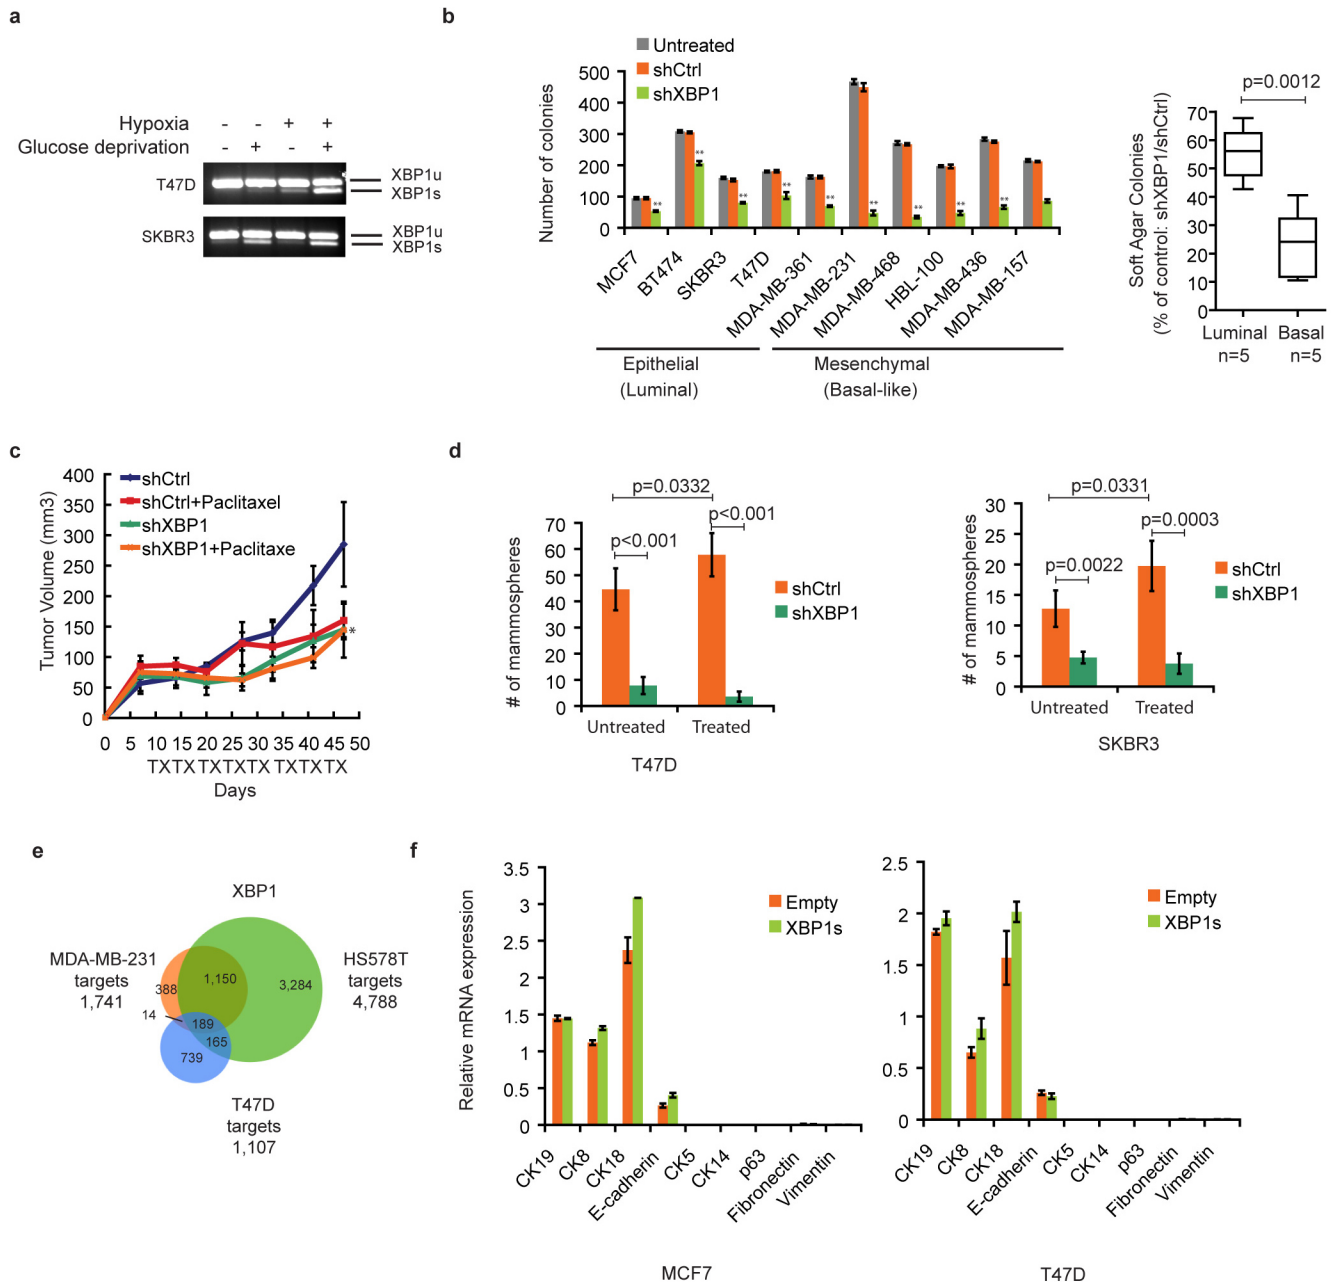 a
Hypoxia - - + +
Glucose deprivation - + - +
T47D
XBP1u
XBP1s
SKBR3
XBP1u
XBP1s
b
Untreated
shCtrl
shXBP1
Number of colonies
500
400
300
200
100
0
** ** ** ** ** ** ** ** **
MCF7
BT474
SKBR3
T47D
MDA-MB-361
MDA-MB-231
MDA-MB-468
HBL-100
MDA-MB-436
MDA-MB-157
Epithelial
(Luminal)
Mesenchymal
(Basal-like)
p=0.0012
Soft Agar Colonies
(% of control: shXBP1/shCtrl)
70
60
50
40
30
20
10
0
Luminal
n=5
Basal
n=5
c
shCtrl
shCtrl+Paclitaxel
shXBP1
shXBP1+Paclitaxe
Tumor Volume (mm3)
400
350
300
250
200
150
100
50
0
*
0 5 10 15 20 25 30 35 40 45 50
TXTX TXTXTX TXTXTX
Days
d
p=0.0332
p<0.001
p<0.001
# of mammospheres
70
60
50
40
30
20
10
0
shCtrl
shXBP1
Untreated
Treated
T47D
p=0.0331
p=0.0003
p=0.0022
# of mammospheres
30
25
20
15
10
5
0
shCtrl
shXBP1
Untreated
Treated
SKBR3
e
XBP1
MDA-MB-231
targets
1,741
HS578T
targets
4,788
388
1,150
3,284
14
189
165
739
T47D
targets
1,107
f
Relative mRNA expression
3.5
3
2.5
2
1.5
1
0.5
0
Empty
XBP1s
CK19
CK8
CK18
E-cadherin
CK5
CK14
p63
Fibronectin
Vimentin
MCF7
2.5
2
1.5
1
0.5
0
Empty
XBP1s
CK19
CK8
CK18
E-cadherin
CK5
CK14
p63
Fibronectin
Vimentin
T47D